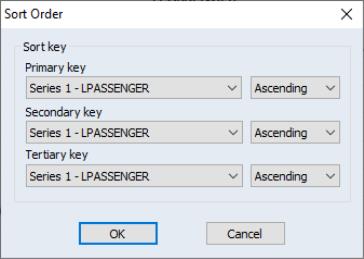 Sort Order
Sort key
Primary key
Series 1 - LPASSENGER Ascending
Secondary key
Series 1 - LPASSENGER Ascending
Tertiary key
Series 1 - LPASSENGER Ascending
OK Cancel